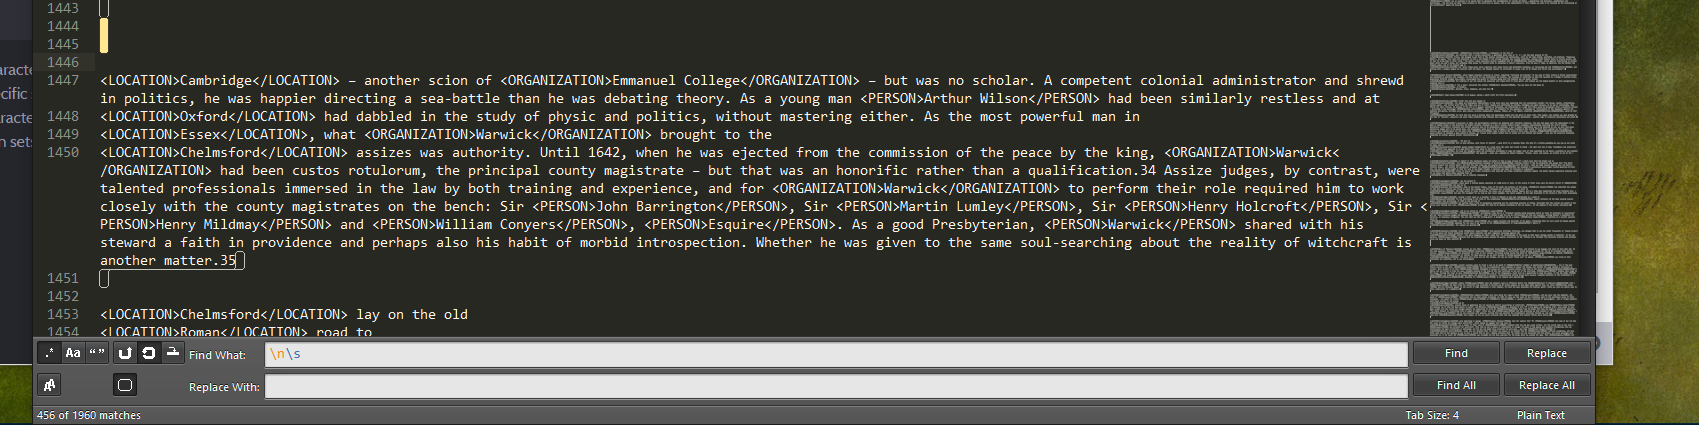 1443
1444
1445
1446
1447 <LOCATION>Cambridge</LOCATION> – another scion of <ORGANIZATION>Emmanuel College</ORGANIZATION> – but was no scholar. A competent colonial administrator and shrewd
in politics, he was happier directing a sea-battle than he was debating theory. As a young man <PERSON>Arthur Wilson</PERSON> had been similarly restless and at
1448 <LOCATION>Oxford</LOCATION> had dabbled in the study of physic and politics, without mastering either. As the most powerful man in
1449 <LOCATION>Essex</LOCATION>, what <ORGANIZATION>Warwick</ORGANIZATION> brought to the
1450 <LOCATION>Chelmsford</LOCATION> assizes was authority. Until 1642, when he was ejected from the commission of the peace by the king, <ORGANIZATION>Warwick<
/ORGANIZATION> had been custos rotulorum, the principal county magistrate – but that was an honorific rather than a qualification.34 Assize judges, by contrast, were
talented professionals immersed in the law by both training and experience, and for <ORGANIZATION>Warwick</ORGANIZATION> to perform their role required him to work
closely with the county magistrates on the bench: Sir <PERSON>John Barrington</PERSON>, Sir <PERSON>Martin Lumley</PERSON>, Sir <PERSON>Henry Holcroft</PERSON>, Sir <
PERSON>Henry Mildmay</PERSON> and <PERSON>William Conyers</PERSON>, <PERSON>Esquire</PERSON>. As a good Presbyterian, <PERSON>Warwick</PERSON> shared with his
steward a faith in providence and perhaps also his habit of morbid introspection. Whether he was given to the same soul-searching about the reality of witchcraft is
another matter.35
1451
1452
1453 <LOCATION>Chelmsford</LOCATION> lay on the old
1454 <LOCATION>Roman</LOCATION> road to
.* Aa “” Find What: \n\s Find Replace
Replace With: Find All Replace All
456 of 1960 matches Tab Size: 4 Plain Text